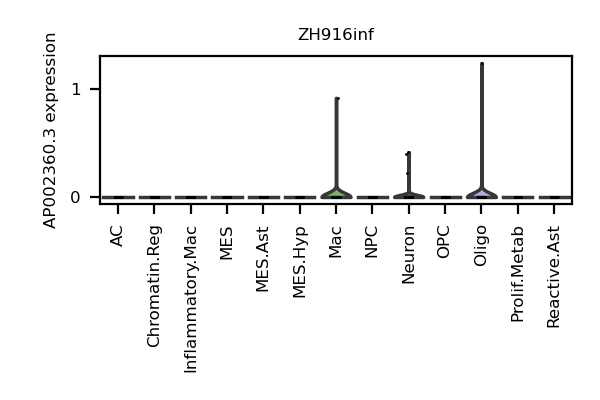 ZH916inf
AP002360.3 expression
1
0
AC
Chromatin.Reg
Inflammatory.Mac
MES
MES.Ast
MES.Hyp
Mac
NPC
Neuron
OPC
Oligo
Prolif.Metab
Reactive.Ast